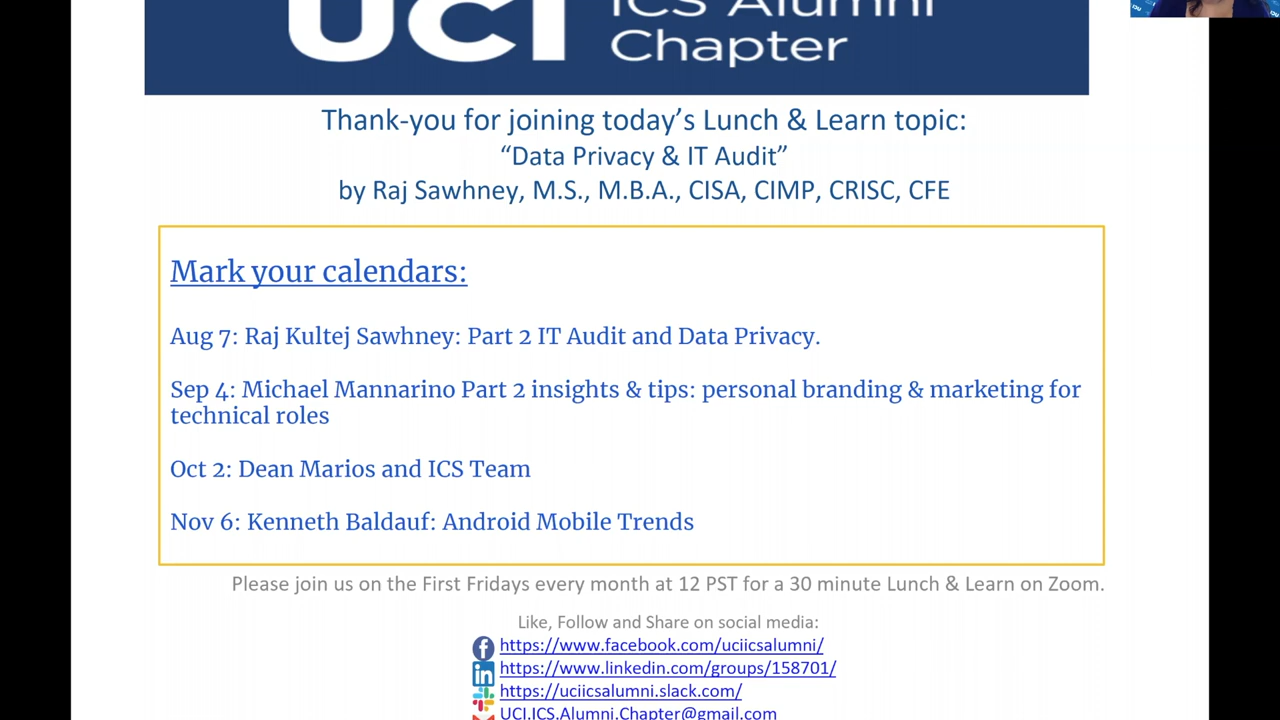 UCI ICS Alumni
Chapter
Thank-you for joining today's Lunch & Learn topic:
“Data Privacy & IT Audit”
by Raj Sawhney, M.S., M.B.A., CISA, CIMP, CRISC, CFE
Mark your calendars:
Aug 7: Raj Kultej Sawhney: Part 2 IT Audit and Data Privacy.
Sep 4: Michael Mannarino Part 2 insights & tips: personal branding & marketing for
technical roles
Oct 2: Dean Marios and ICS Team
Nov 6: Kenneth Baldauf: Android Mobile Trends
Please join us on the First Fridays every month at 12 PST for a 30 minute Lunch & Learn on Zoom.
Like, Follow and Share on social media:
https://www.facebook.com/uciicsalumni/
https://www.linkedin.com/groups/158701/
https://uciicsalumni.slack.com/
UCI.ICS.Alumni.Chapter@gmail.com